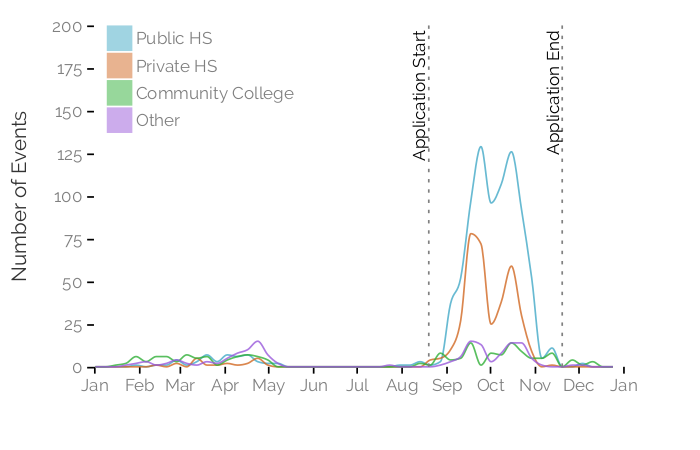 Number of Events
200
175
150
125
100
75
50
25
0
Public HS
Private HS
Community College
Other
Application Start
Application End
Jan Feb Mar Apr May Jun Jul Aug Sep Oct Nov Dec Jan